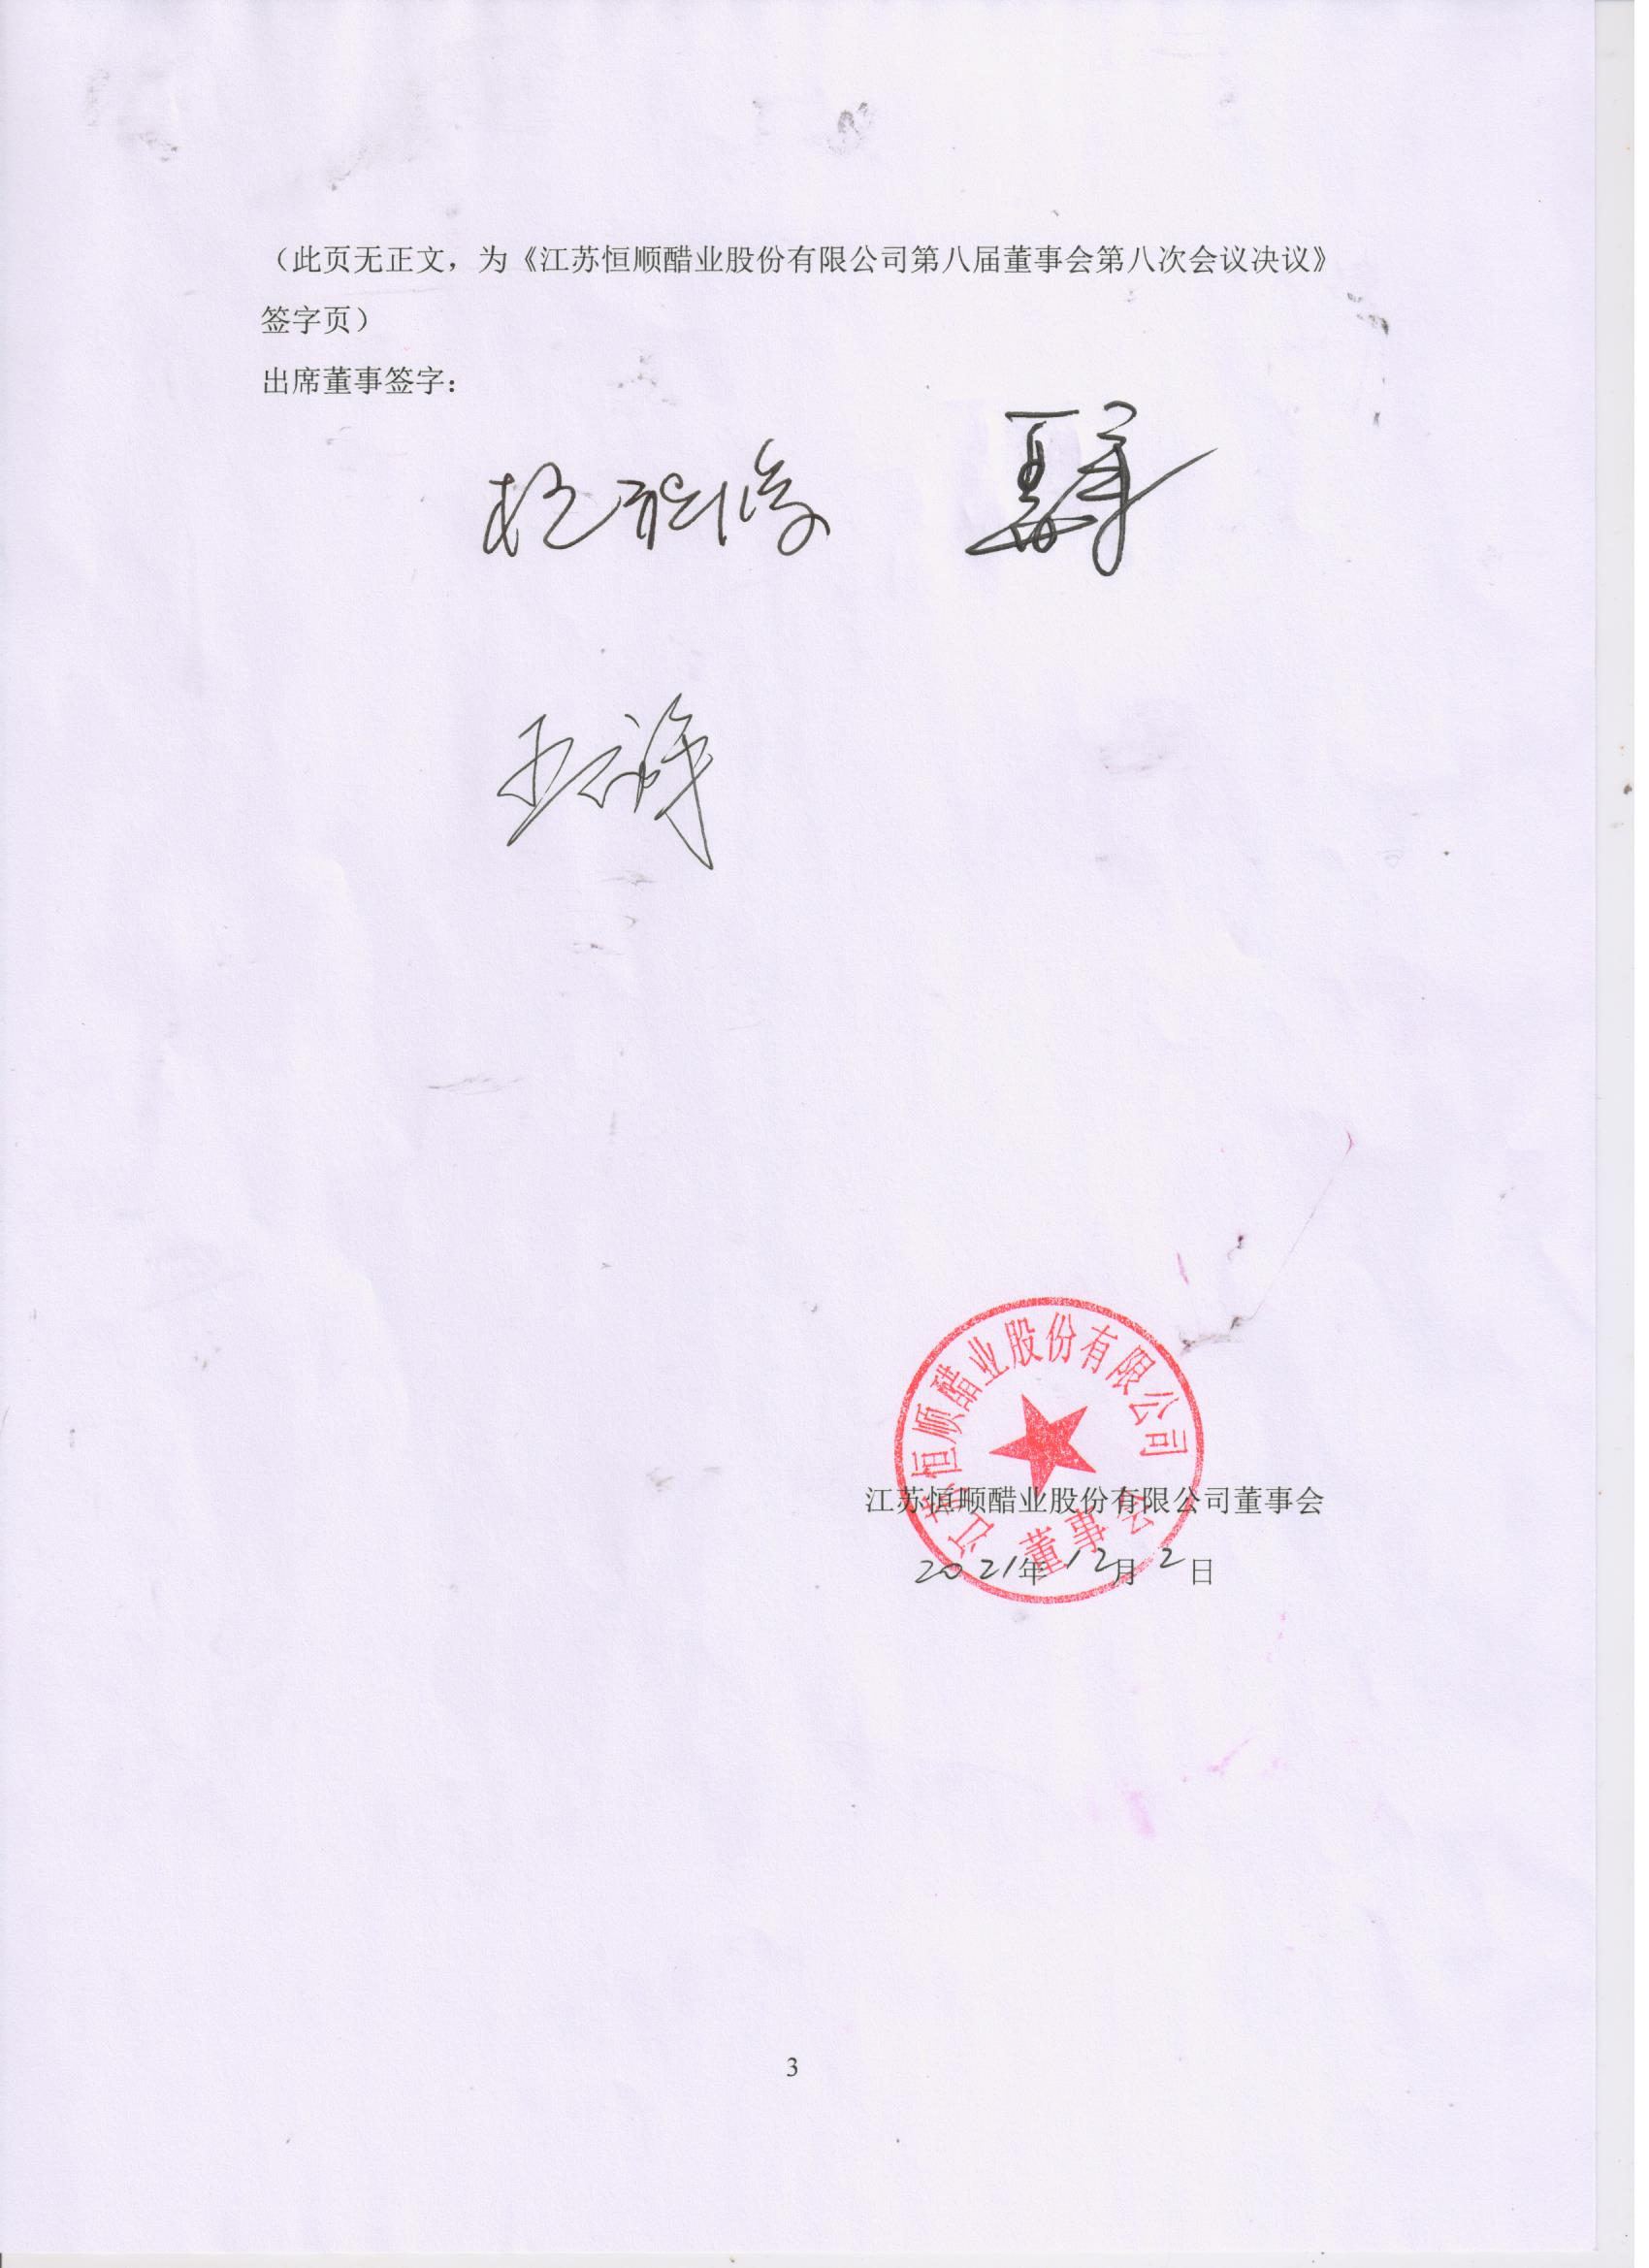 （此页无正文，为《江苏恒顺醋业股份有限公司第八届董事会第八次会议决议》
签字页）
出席董事签字：
江苏恒顺醋业股份有限公司
董事会
江苏恒顺醋业股份有限公司董事会
2021年12月2日
3